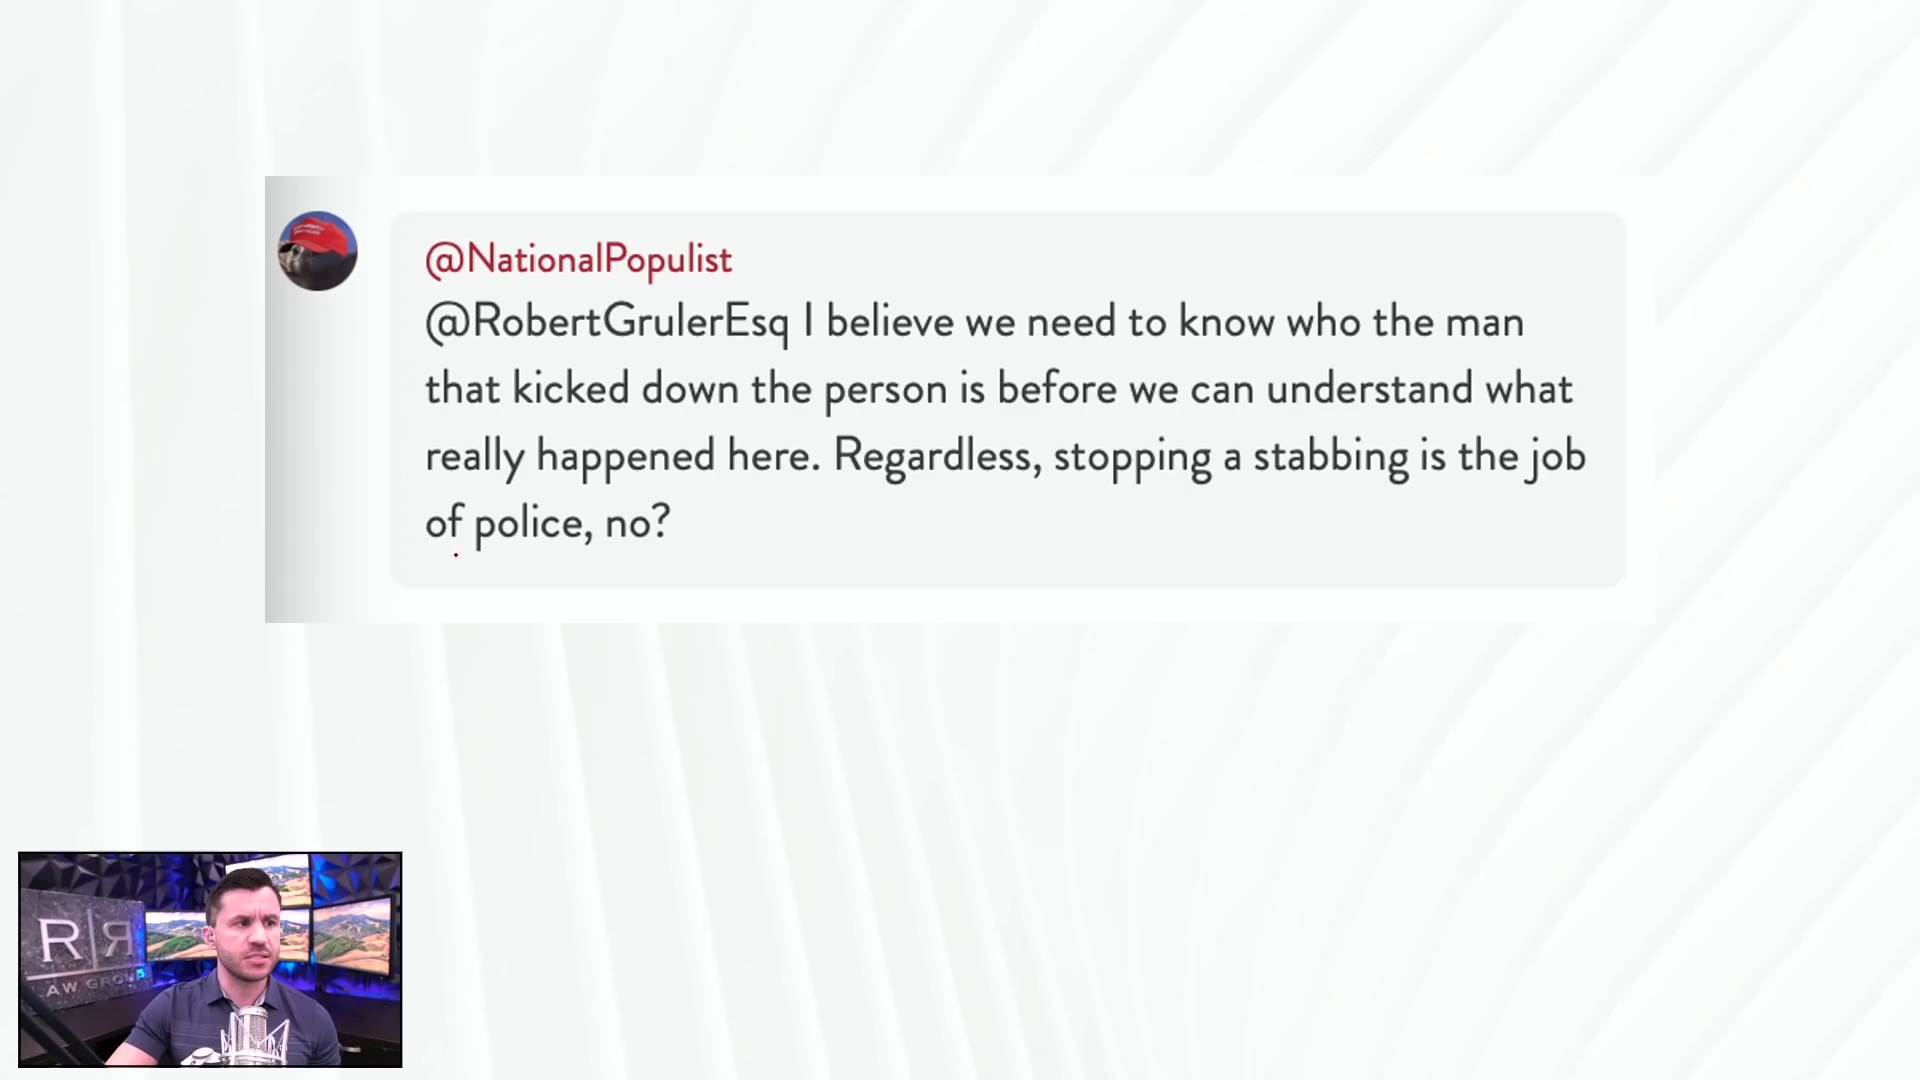 @NationalPopulist
@RobertGrulerEsq I believe we need to know who the man
that kicked down the person is before we can understand what
really happened here. Regardless, stopping a stabbing is the job
of police, no?
R|Я
AW GROUP